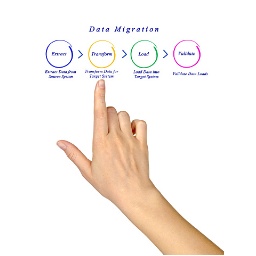 Data Migration
Extract
Transform
Load
Validate
Extract Data from
Source System
Transform Data for
Target System
Load Data into
Target System
Validate Data Loads